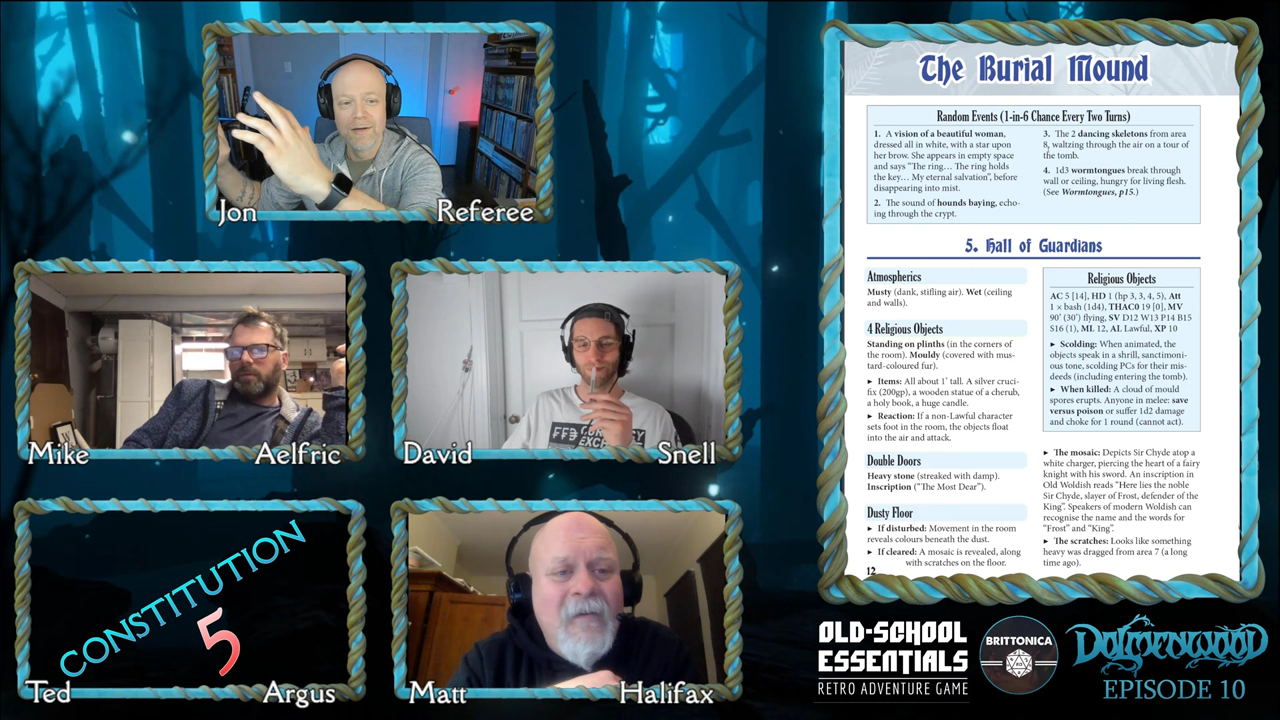 Jon
Referee
Mike
Aelfric
David
Snell
CONSTITUTION
5
Ted
Argus
Matt
Halifax
The Burial Mound
Random Events (1-in-6 Chance Every Two Turns)
1. A vision of a beautiful woman,
dressed all in white, with a star upon
her brow. She appears in empty space
and says “The ring… The ring holds
the key… My eternal salvation”, before
disappearing into mist.
2. The sound of hounds baying, echo-
ing through the crypt.
3. The 2 dancing skeletons from area
8, waltzing through the air on a tour of
the tomb.
4. 1d3 wormtongues break through
wall or ceiling, hungry for living flesh.
(See Wormtongues, p15.)
5. Hall of Guardians
Atmospherics
Musty (dank, stifling air). Wet (ceiling
and walls).
4 Religious Objects
Standing on plinths (in the corners of
the room). Mouldy (covered with mus-
tard-coloured fur).
▶ Items: All about 1' tall. A silver cruci-
fix (200gp), a wooden statue of a cherub,
a holy book, a huge candle.
▶ Reaction: If a non-Lawful character
sets foot in the room, the objects float
into the air and attack.
Double Doors
Heavy stone (streaked with damp).
Inscription (“The Most Dear”).
Dusty Floor
▶ If disturbed: Movement in the room
reveals colours beneath the dust.
▶ If cleared: A mosaic is revealed, along
with scratches on the floor.
12
Religious Objects
AC 5 [14], HD 1 (hp 3, 3, 4, 5), Att
1 × bash (1d4), THAC0 19 [0], MV
90' (30') flying, SV D12 W13 P14 B15
S16 (1), ML 12, AL Lawful, XP 10
▶ Scolding: When animated, the
objects speak in a shrill, sanctimoni-
ous tone, scolding PCs for their mis-
deeds (including entering the tomb).
▶ When killed: A cloud of mould
spores erupts. Anyone in melee: save
versus poison or suffer 1d2 damage
and choke for 1 round (cannot act).
▶ The mosaic: Depicts Sir Chyde atop a
white charger, piercing the heart of a fairy
knight with his sword. An inscription in
Old Woldish reads “Here lies the noble
Sir Chyde, slayer of Frost, defender of the
King”. Speakers of modern Woldish can
recognise the name and the words for
“Frost” and “King”.
▶ The scratches: Looks like something
heavy was dragged from area 7 (a long
time ago).
OLD-SCHOOL
ESSENTIALS
RETRO ADVENTURE GAME
BRITTONICA
Dolmenwood
EPISODE 10